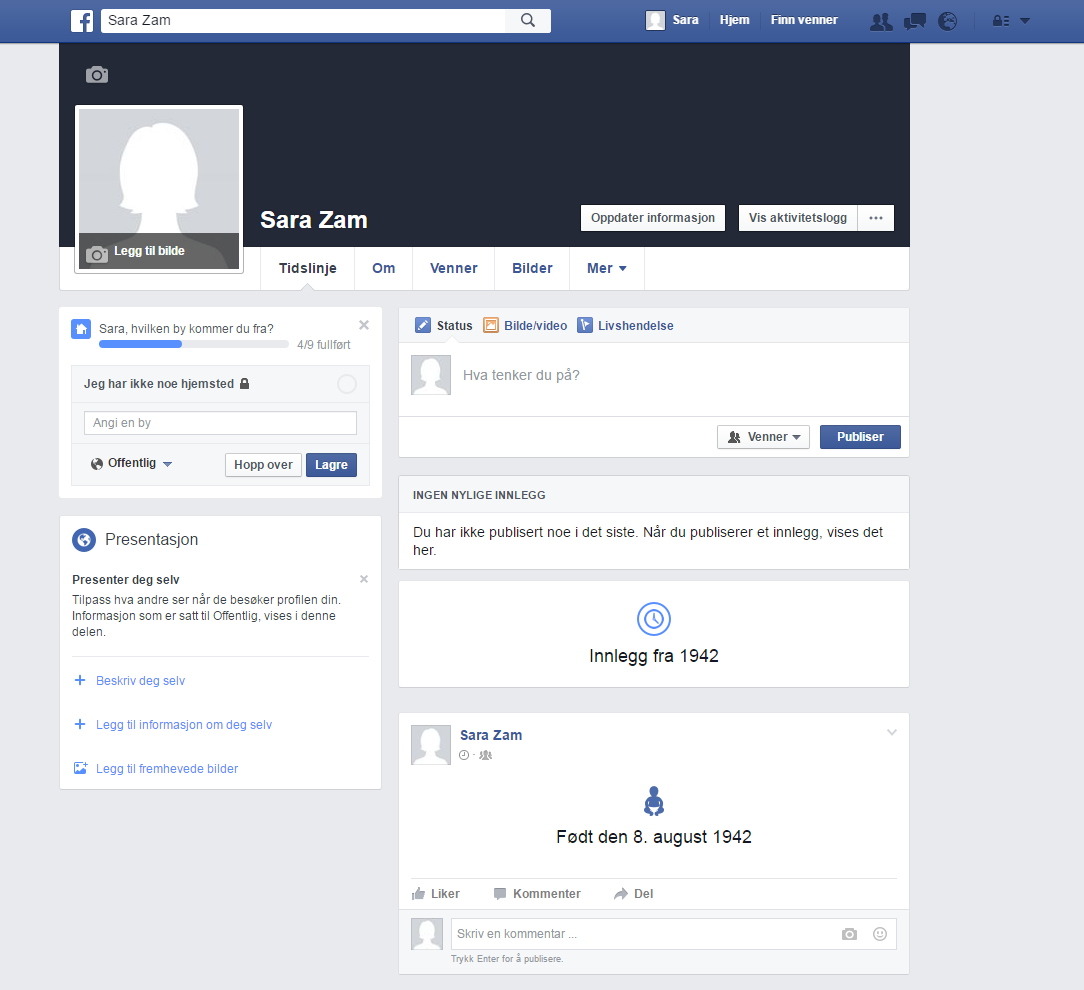 f
Sara Zam
Sara
Hjem
Finn venner
Sara Zam
Oppdater informasjon
Vis aktivitetslogg
Legg til bilde
Tidslinje
Om
Venner
Bilder
Mer
Sara, hvilken by kommer du fra?
4/9 fullført
Jeg har ikke noe hjemsted
Angi en by
Offentlig
Hopp over
Lagre
Presentasjon
Presenter deg selv
Tilpass hva andre ser når de besøker profilen din.
Informasjon som er satt til Offentlig, vises i denne
delen.
Beskriv deg selv
Legg til informasjon om deg selv
Legg til fremhevede bilder
Status
Bilde/video
Livshendelse
Hva tenker du på?
Venner
Publiser
INGEN NYLIGE INNLEGG
Du har ikke publisert noe i det siste. Når du publiserer et innlegg, vises det
her.
Innlegg fra 1942
Sara Zam
Født den 8. august 1942
Liker
Kommenter
Del
Skriv en kommentar ...
Trykk Enter for å publisere.